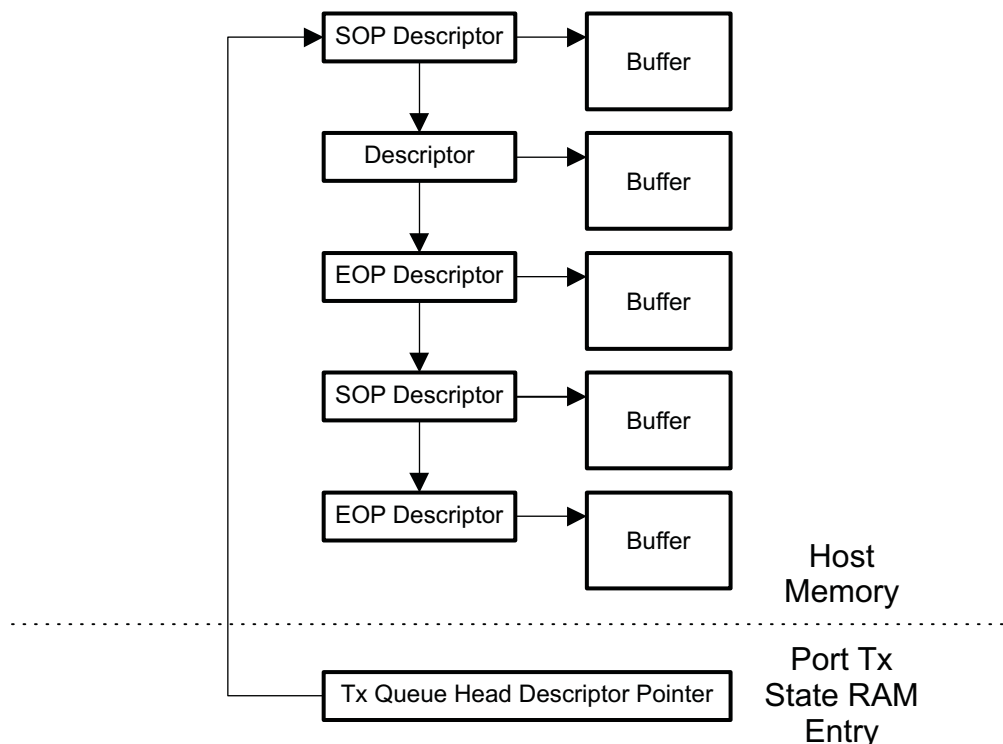 SOP Descriptor
Buffer
Descriptor
Buffer
EOP Descriptor
Buffer
SOP Descriptor
Buffer
EOP Descriptor
Buffer
Host
Memory
Port Tx
State RAM
Entry
Tx Queue Head Descriptor Pointer